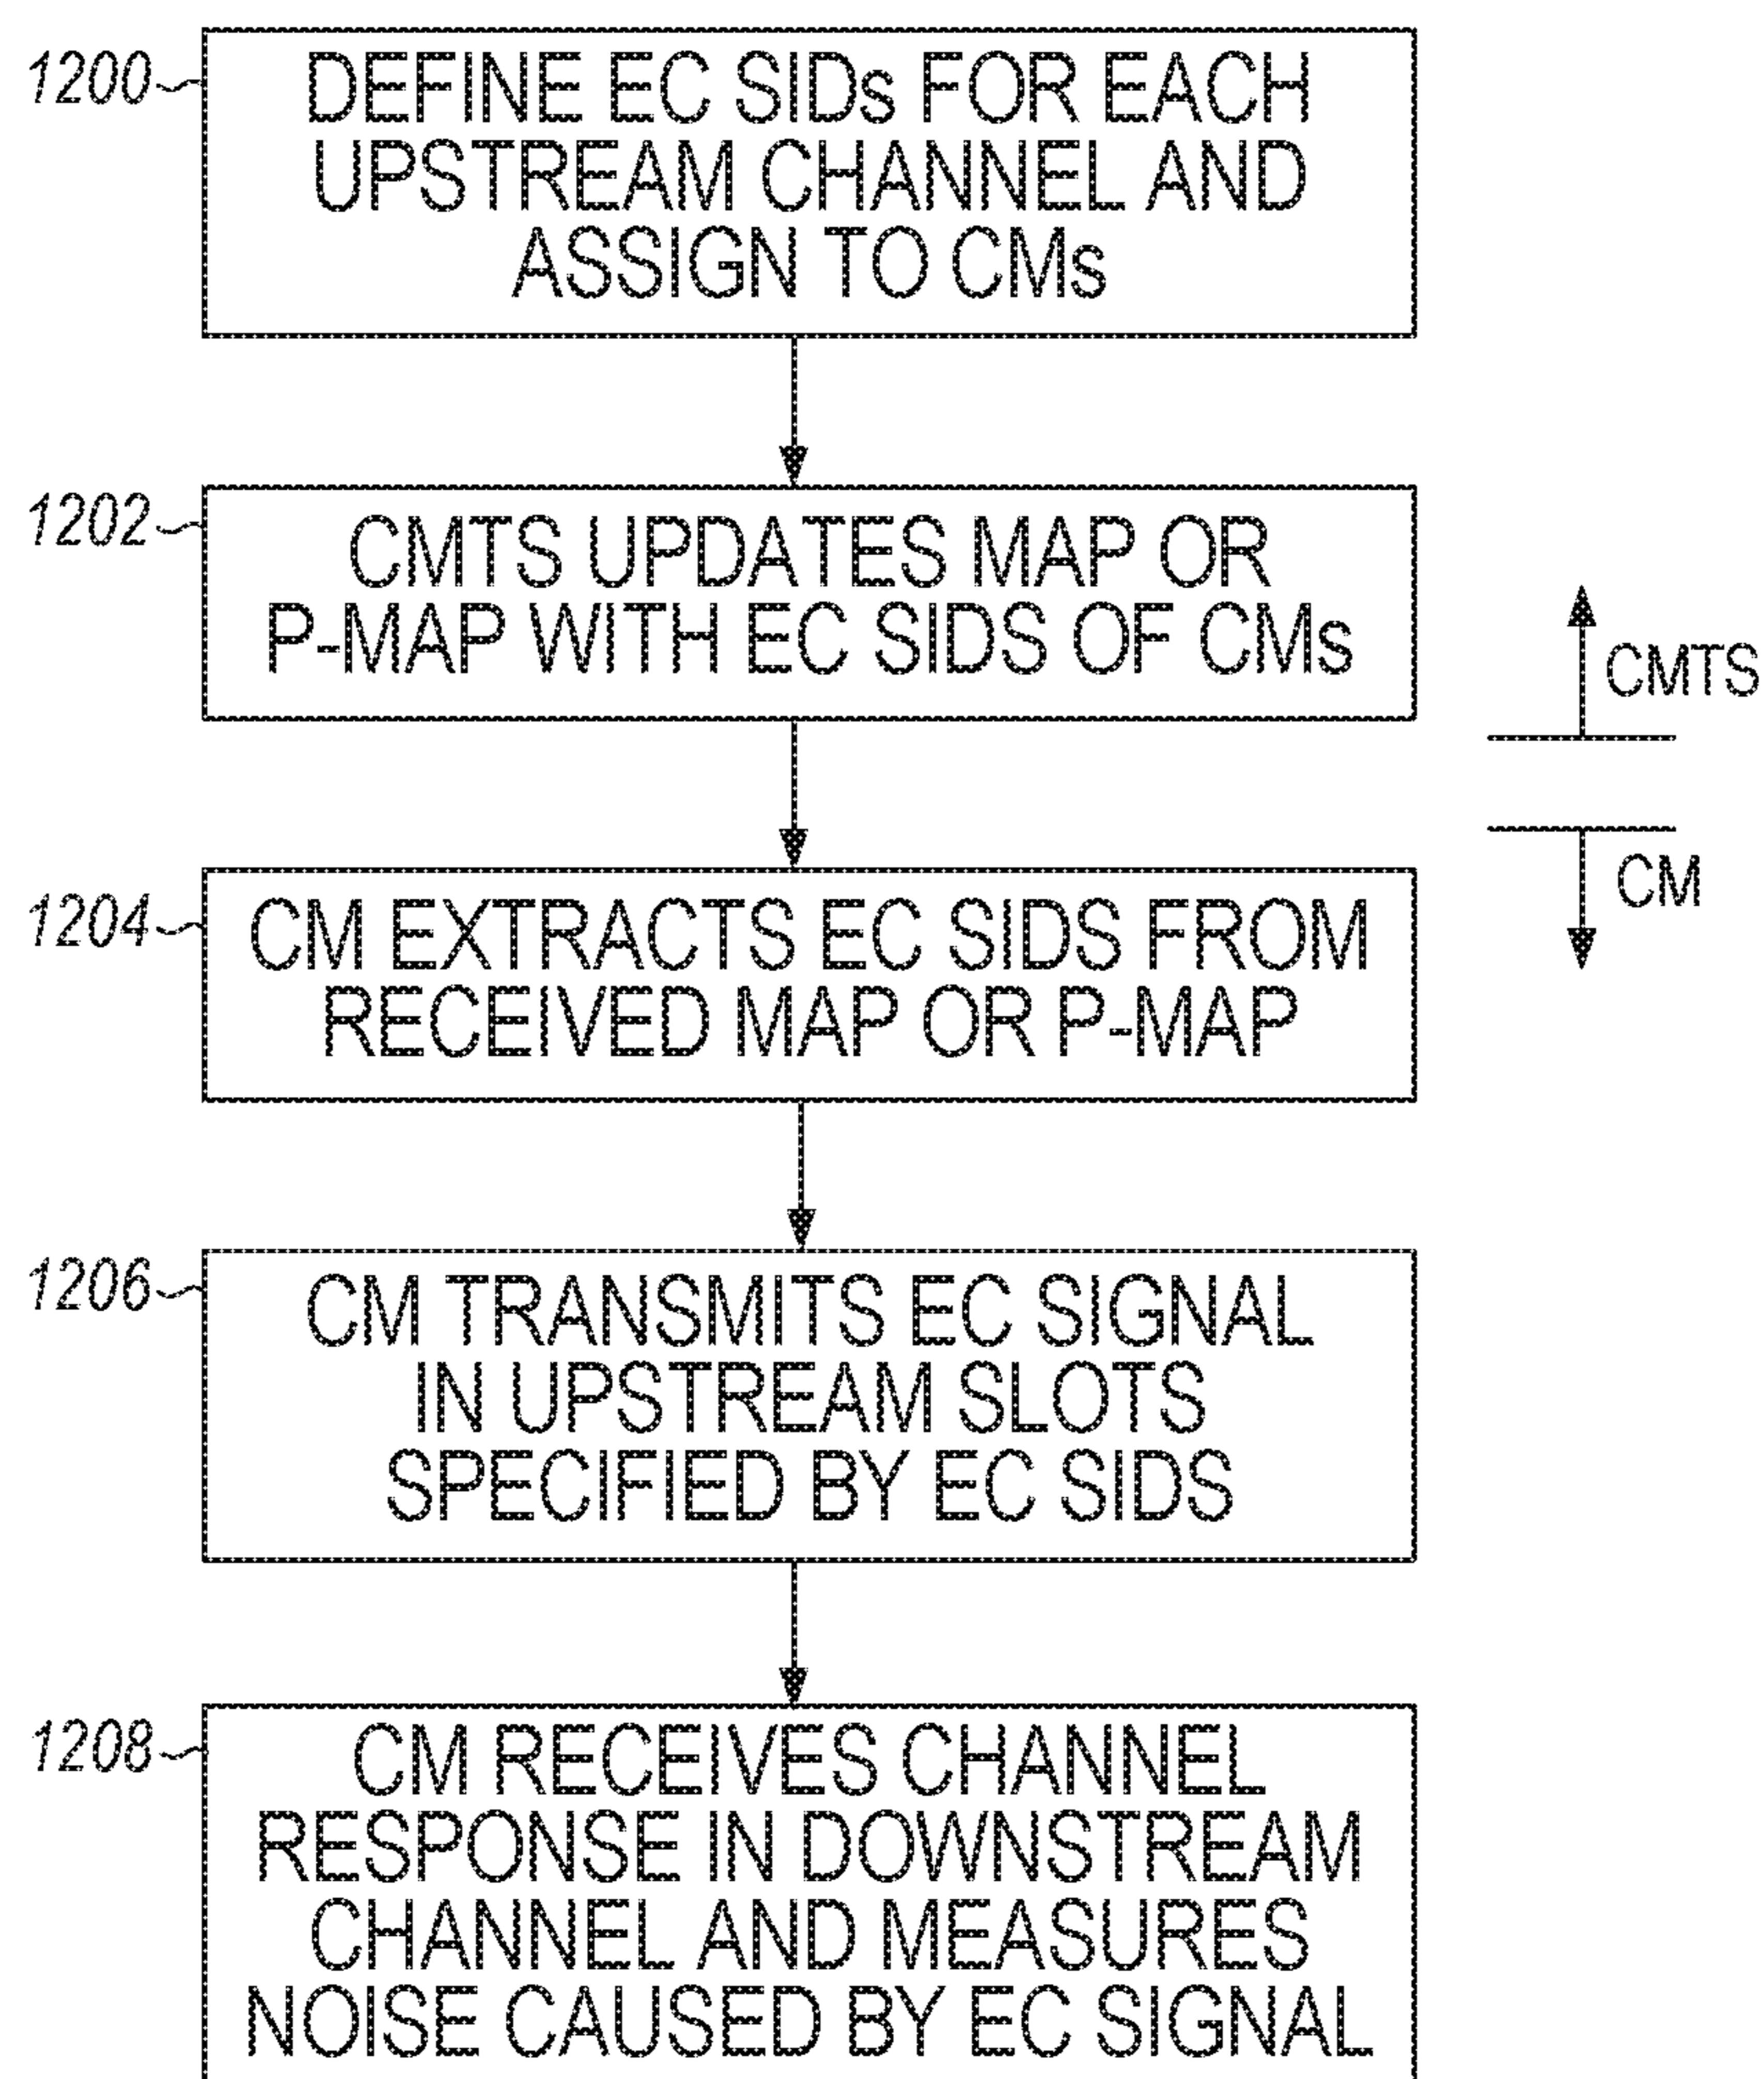 1200
DEFINE EC SIDs FOR EACH
UPSTREAM CHANNEL AND
ASSIGN TO CMs
1202
CMTS UPDATES MAP OR
P-MAP WITH EC SIDS OF CMs
CMTS
CM
1204
CM EXTRACTS EC SIDS FROM
RECEIVED MAP OR P-MAP
1206
CM TRANSMITS EC SIGNAL
IN UPSTREAM SLOTS
SPECIFIED BY EC SIDS
1208
CM RECEIVES CHANNEL
RESPONSE IN DOWNSTREAM
CHANNEL AND MEASURES
NOISE CAUSED BY EC SIGNAL